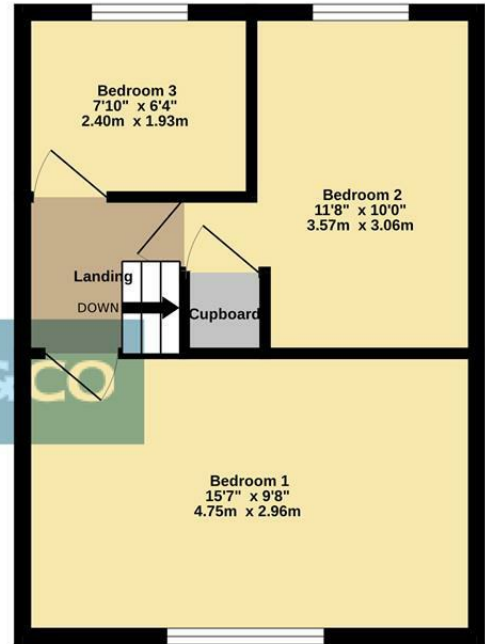 Bedroom 3
7'10" x 6'4"
2.40m x 1.93m
Bedroom 2
11'8" x 10'0"
3.57m x 3.06m
Landing
DOWN
Cupboard
&CO
Bedroom 1
15'7" x 9'8"
4.75m x 2.96m